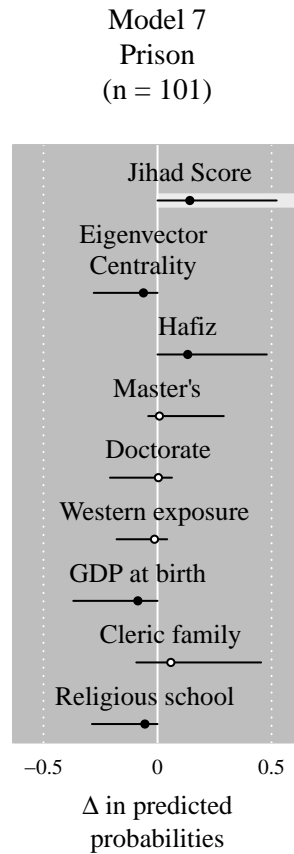 Model 7
Prison
(n = 101)
Jihad Score
Eigenvector
Centrality
Hafiz
Master's
Doctorate
Western exposure
GDP at birth
Cleric family
Religious school
−0.5 0 0.5
Δ in predicted
probabilities